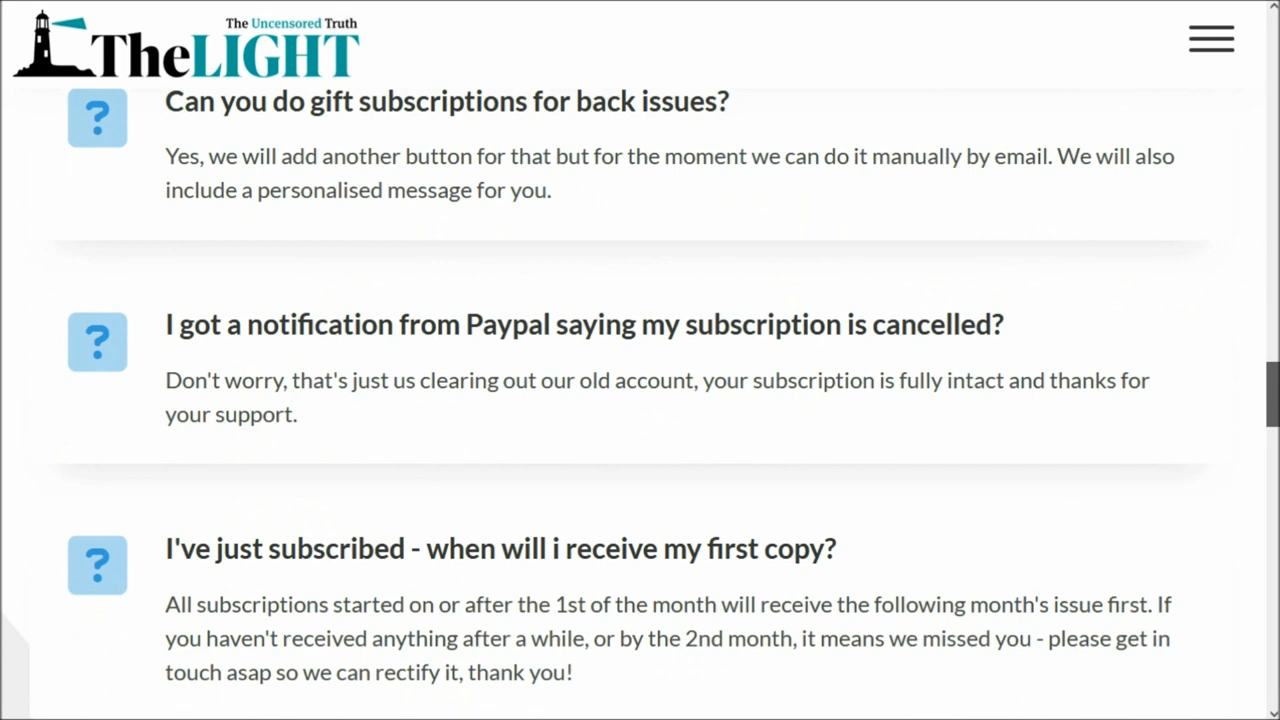 The Uncensored Truth
TheLIGHT
Can you do gift subscriptions for back issues?
Yes, we will add another button for that but for the moment we can do it manually by email. We will also
include a personalised message for you.
I got a notification from Paypal saying my subscription is cancelled?
Don't worry, that's just us clearing out our old account, your subscription is fully intact and thanks for
your support.
I've just subscribed - when will i receive my first copy?
All subscriptions started on or after the 1st of the month will receive the following month's issue first. If
you haven't received anything after a while, or by the 2nd month, it means we missed you - please get in
touch asap so we can rectify it, thank you!